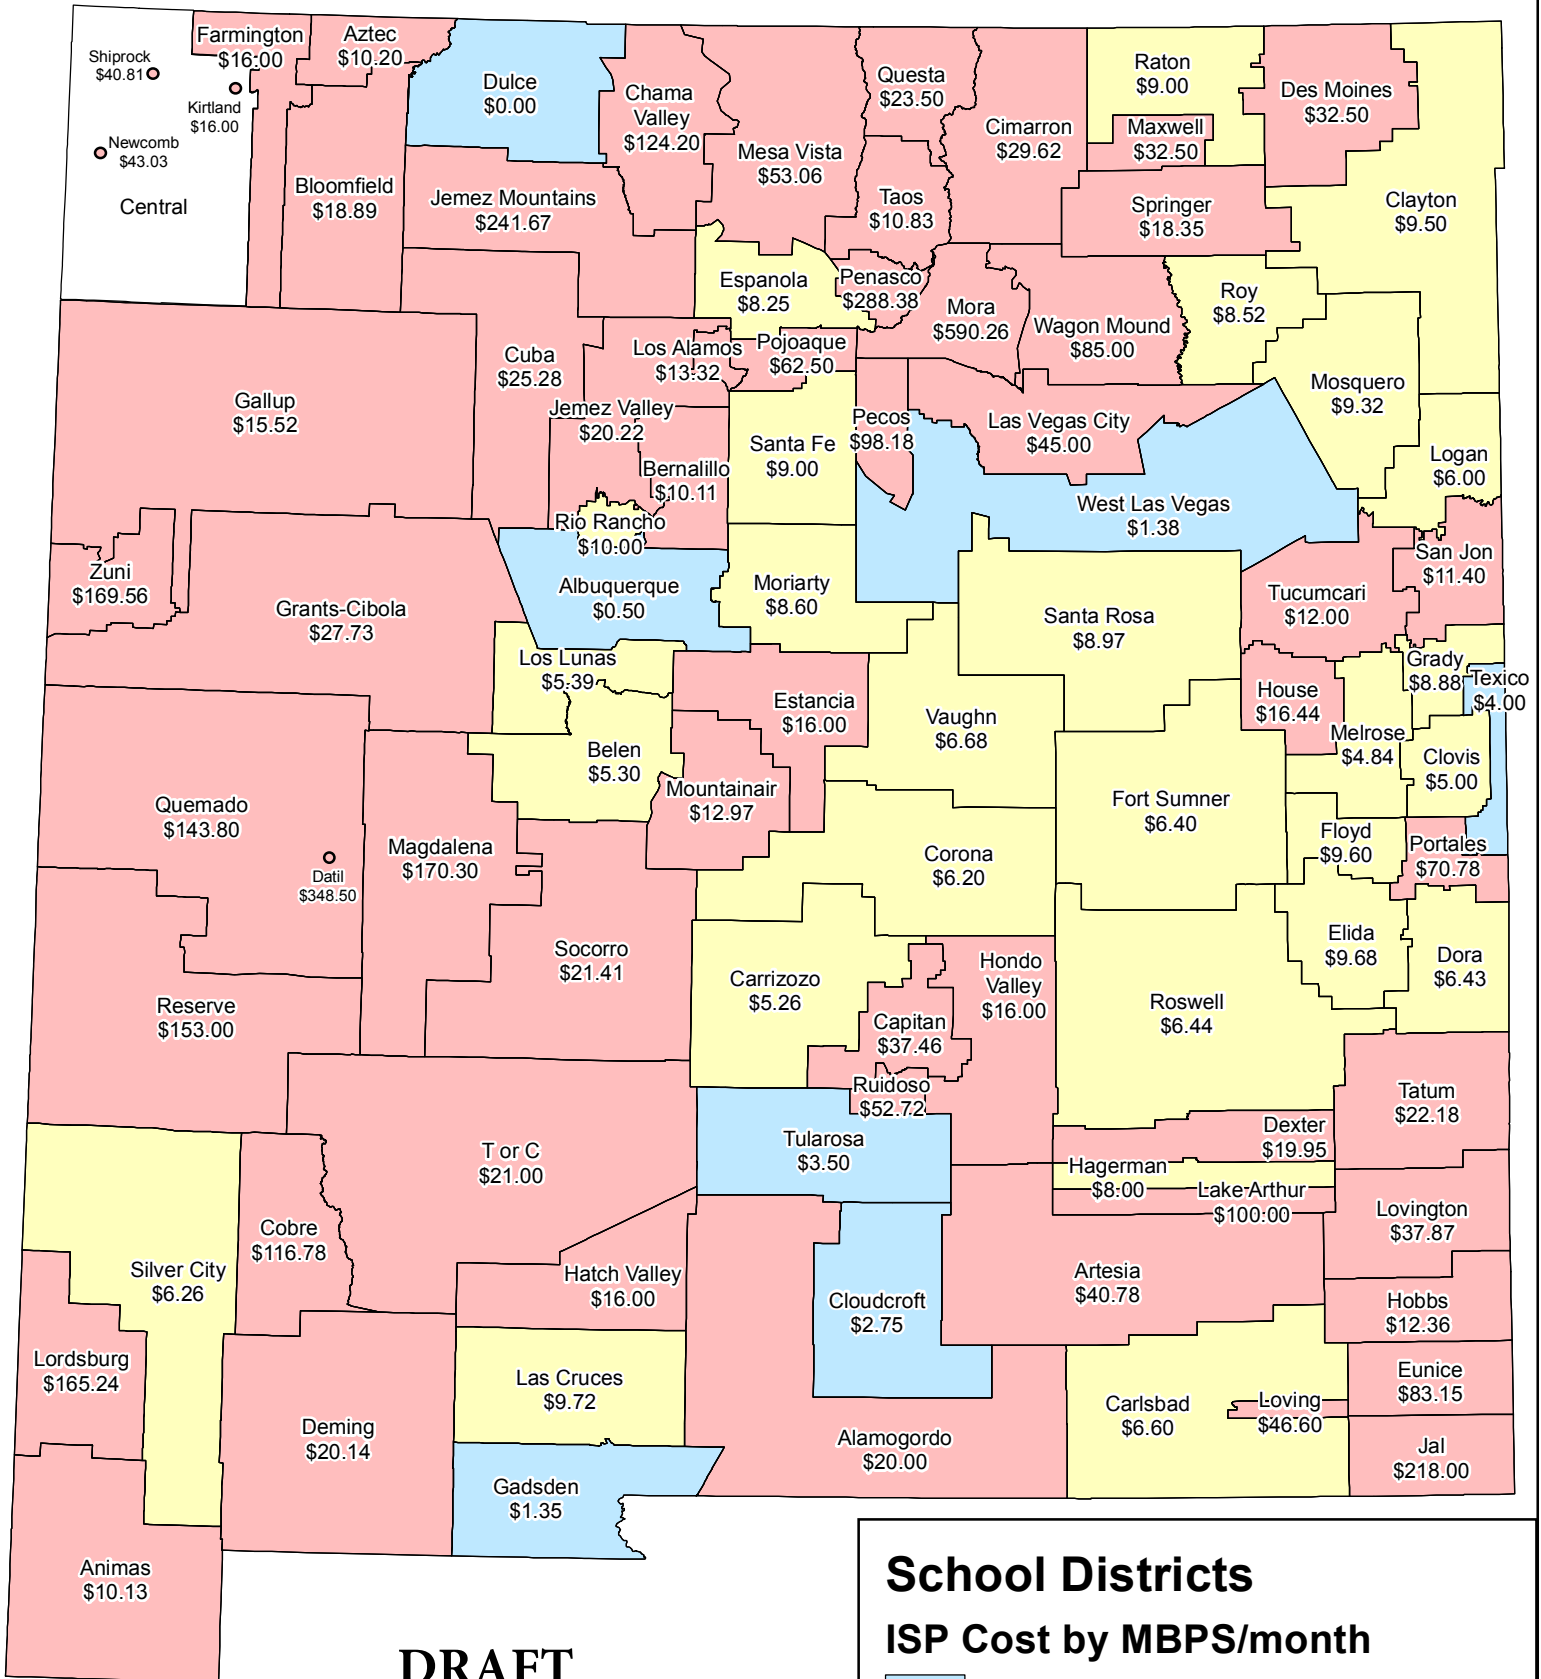 Shiprock
$40.81
Farmington
$16.00
Aztec
$10.20
Kirtland
$16.00
Newcomb
$43.03
Central
Bloomfield
$18.89
Dulce
$0.00
Chama
Valley
$124.20
Jemez Mountains
$241.67
Mesa Vista
$53.06
Questa
$23.50
Taos
$10.83
Cimarron
$29.62
Raton
$9.00
Maxwell
$32.50
Des Moines
$32.50
Springer
$18.35
Clayton
$9.50
Espanola
$8.25
Penasco
$288.38
Mora
$590.26
Wagon Mound
$85.00
Roy
$8.52
Gallup
$15.52
Cuba
$25.28
Los Alamos
$13.32
Pojoaque
$62.50
Jemez Valley
$20.22
Bernalillo
$10.11
Santa Fe
$9.00
Pecos
$98.18
Las Vegas City
$45.00
Mosquero
$9.32
Logan
$6.00
West Las Vegas
$1.38
Rio Rancho
$10.00
Zuni
$169.56
Grants-Cibola
$27.73
Albuquerque
$0.50
Moriarty
$8.60
Santa Rosa
$8.97
Tucumcari
$12.00
San Jon
$11.40
Los Lunas
$5.39
Estancia
$16.00
Vaughn
$6.68
House
$16.44
Grady
$8.88
Texico
$4.00
Belen
$5.30
Mountainair
$12.97
Melrose
$4.84
Clovis
$5.00
Quemado
$143.80
Datil
$348.50
Magdalena
$170.30
Fort Sumner
$6.40
Floyd
$9.60
Portales
$70.78
Corona
$6.20
Socorro
$21.41
Carrizozo
$5.26
Hondo
Valley
$16.00
Elida
$9.68
Dora
$6.43
Reserve
$153.00
Capitan
$37.46
Roswell
$6.44
Ruidoso
$52.72
Tatum
$22.18
T or C
$21.00
Tularosa
$3.50
Dexter
$19.95
Hagerman
$8.00
Lake Arthur
$100.00
Lovington
$37.87
Cobre
$116.78
Silver City
$6.26
Hatch Valley
$16.00
Cloudcroft
$2.75
Artesia
$40.78
Hobbs
$12.36
Lordsburg
$165.24
Las Cruces
$9.72
Carlsbad
$6.60
Loving
$46.60
Eunice
$83.15
Deming
$20.14
Alamogordo
$20.00
Jal
$218.00
Gadsden
$1.35
Animas
$10.13
School Districts
ISP Cost by MBPS/month
DRAFT